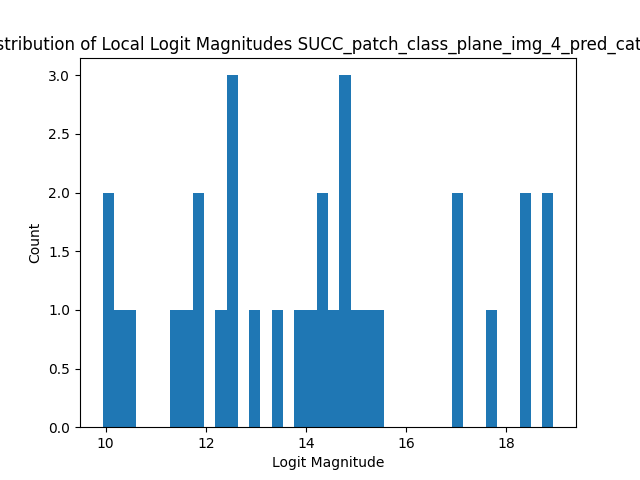 stribution of Local Logit Magnitudes SUCC_patch_class_plane_img_4_pred_cat
3.0
2.5
2.0
1.5
1.0
0.5
0.0
Count
10 12 14 16 18
Logit Magnitude